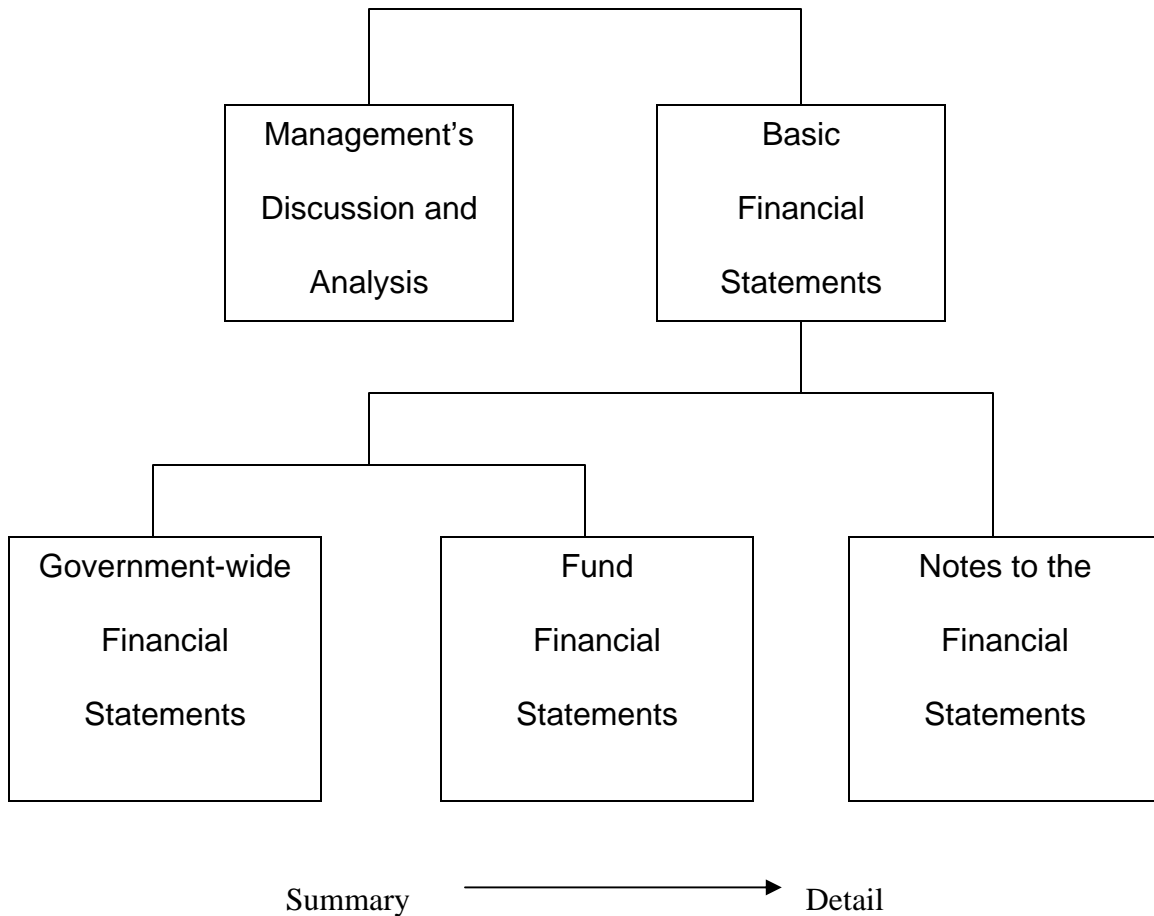 Management’s
Discussion and
Analysis
Basic
Financial
Statements
Government-wide
Financial
Statements
Fund
Financial
Statements
Notes to the
Financial
Statements
Summary
Detail